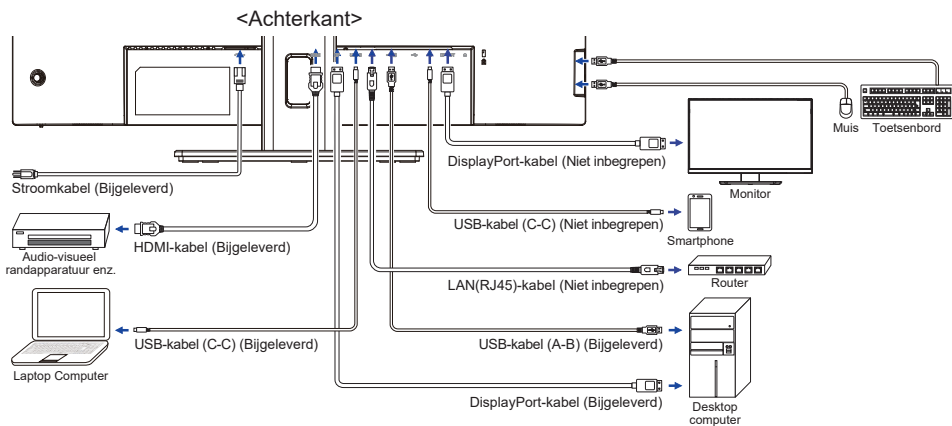 <Achterkant>
Muis
Toetsenbord
DisplayPort-kabel (Niet inbegrepen)
Monitor
Stroomkabel (Bijgeleverd)
USB-kabel (C-C) (Niet inbegrepen)
Smartphone
HDMI-kabel (Bijgeleverd)
Audio-visueel
randapparatuur enz.
LAN(RJ45)-kabel (Niet inbegrepen)
Router
USB-kabel (C-C) (Bijgeleverd)
USB-kabel (A-B) (Bijgeleverd)
Laptop Computer
DisplayPort-kabel (Bijgeleverd)
Desktop
computer